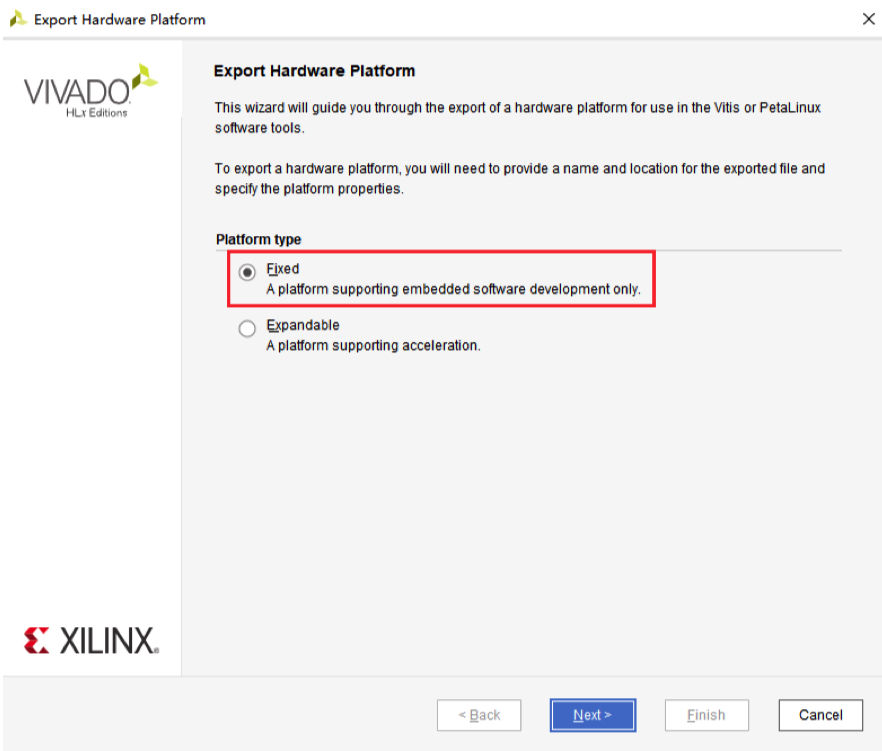 Export Hardware Platform
VIVADO
HLx Editions
Export Hardware Platform
This wizard will guide you through the export of a hardware platform for use in the Vitis or PetaLinux
software tools.
To export a hardware platform, you will need to provide a name and location for the exported file and
specify the platform properties.
Platform type
Fixed
A platform supporting embedded software development only.
Expandable
A platform supporting acceleration.
XILINX®
< Back
Next >
Finish
Cancel